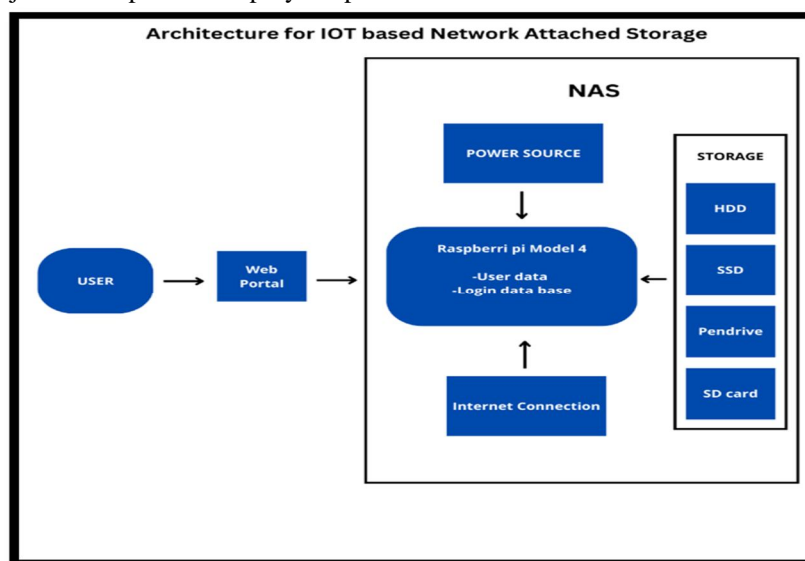 Architecture for IOT based Network Attached Storage
NAS
POWER SOURCE
STORAGE
HDD
Raspberri pi Model 4
-User data
-Login data base
USER
Web
Portal
SSD
Pendrive
SD card
Internet Connection